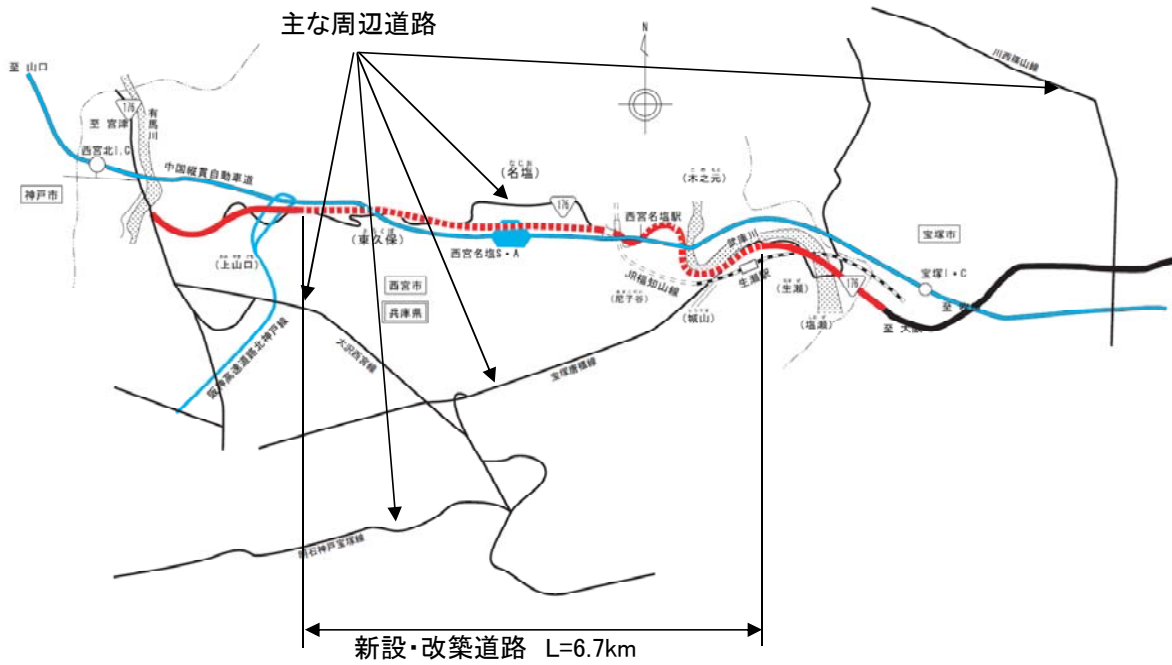 主な周辺道路
至 山口
N
川西篠山線
176
有馬川
至 宮津
西宮北I.C
中国縦貫自動車道
神戸市
なじお
(名塩)
176
(木之元)
西宮名塩駅
武庫川
宝塚市
(東久保)
西宮名塩S・A
JR福知山線
生瀬駅
(生瀬)
176
宝塚I・C
(上山口)
西宮市
(尼子谷)
兵庫県
(城山)
(塩瀬)
阪神高速道路北神戸線
大沢西宮線
宝塚唐櫃線
明石神戸宝塚線
新設・改築道路 L=6.7km